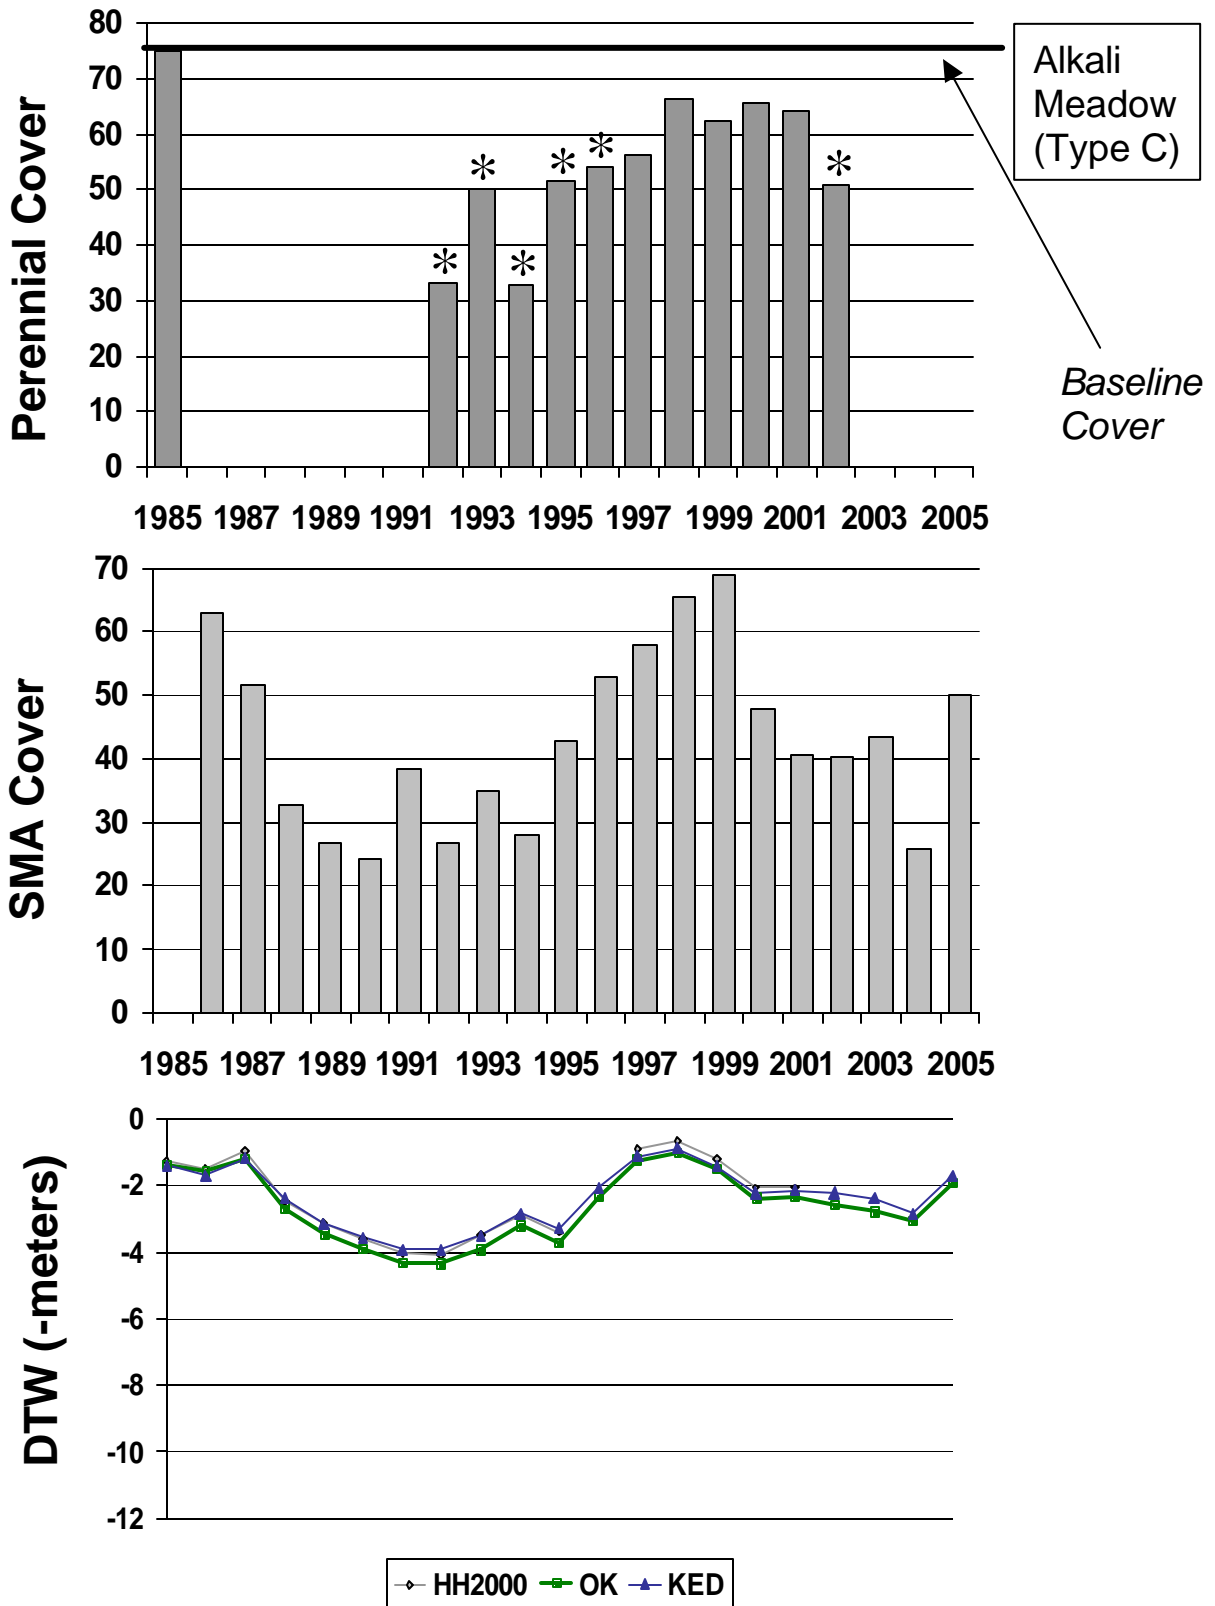 Perennial Cover
80
70
60
50
40
30
20
10
0
* * * * * *
1985 1987 1989 1991 1993 1995 1997 1999 2001 2003 2005
Alkali
Meadow
(Type C)
Baseline
Cover
SMA Cover
70
60
50
40
30
20
10
0
1985 1987 1989 1991 1993 1995 1997 1999 2001 2003 2005
DTW (-meters)
0
-2
-4
-6
-8
-10
-12
HH2000 OK KED